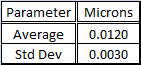 Parameter Microns
Average 0.0120
Std Dev 0.0030